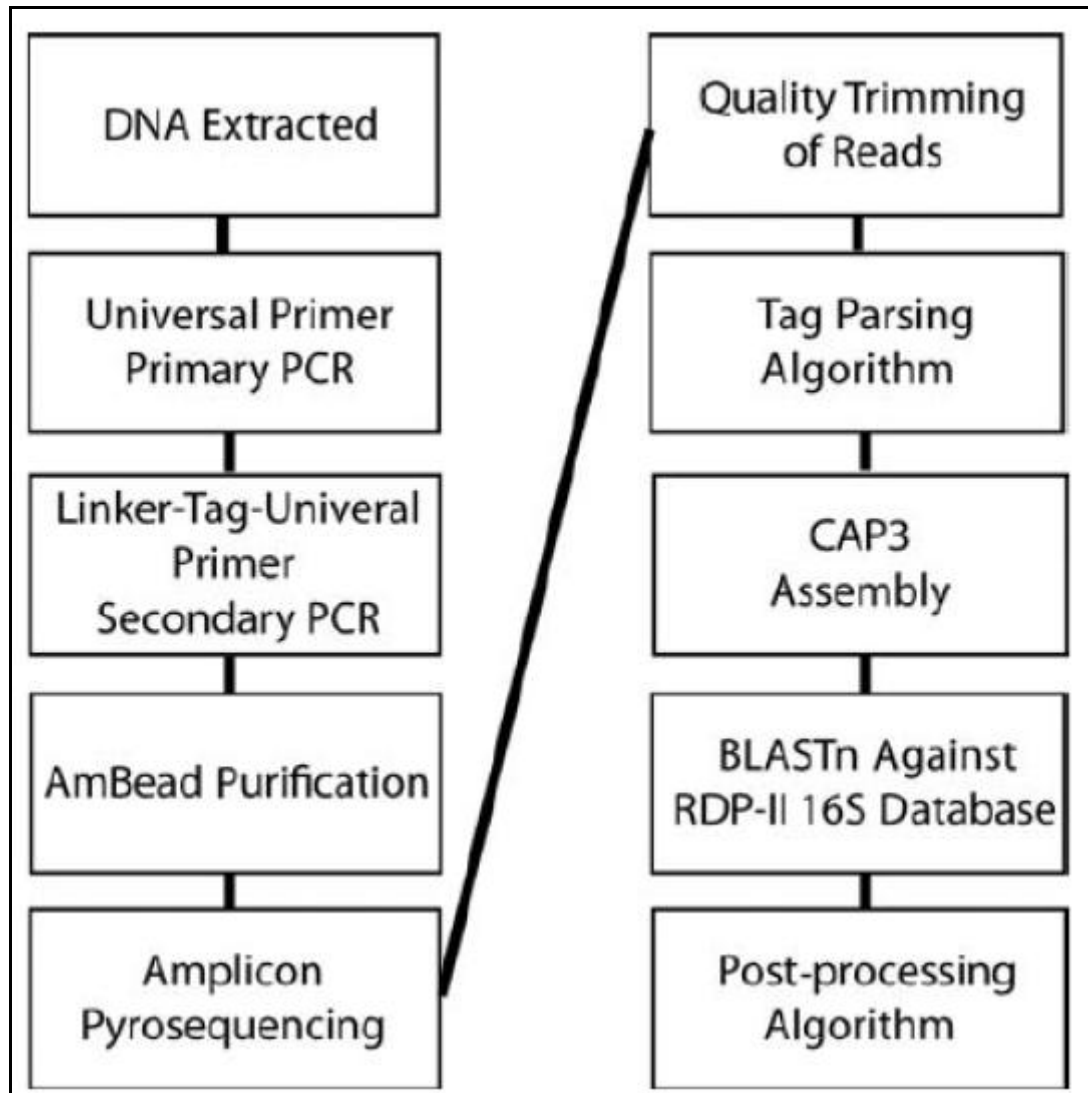 DNA Extracted
Universal Primer
Primary PCR
Linker-Tag-Univeral
Primer
Secondary PCR
AmBead Purification
Amplicon
Pyrosequencing
Quality Trimming
of Reads
Tag Parsing
Algorithm
CAP3
Assembly
BLASTn Against
RDP-II 16S Database
Post-processing
Algorithm